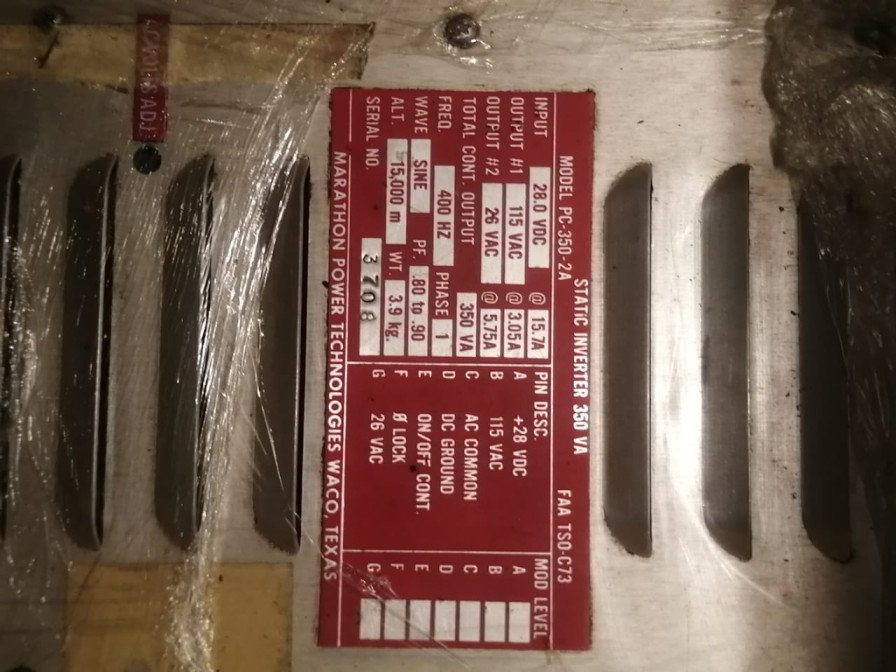 STATIC INVERTER 350 VA
MODEL PC-350-2A FAA TSO-C73
INPUT 28.0 VDC @ 15.7A PIN DESC. MOD LEVEL
OUTPUT #1 115 VAC @ 3.05A A +28 VDC A
OUTPUT #2 26 VAC @ 5.75A B 115 VAC B
TOTAL CONT. OUTPUT 350 VA C AC COMMON C
FREQ. 400 HZ PHASE 1 D DC GROUND D
WAVE SINE PF. .80 to .90 E ON/OFF CONT. E
ALT. 15,000 m WT. 3.9 kg. F Ø LOCK F
SERIAL NO. 3708 G 26 VAC G
MARATHON POWER TECHNOLOGIES WACO, TEXAS
AC VOLTS ADJ.